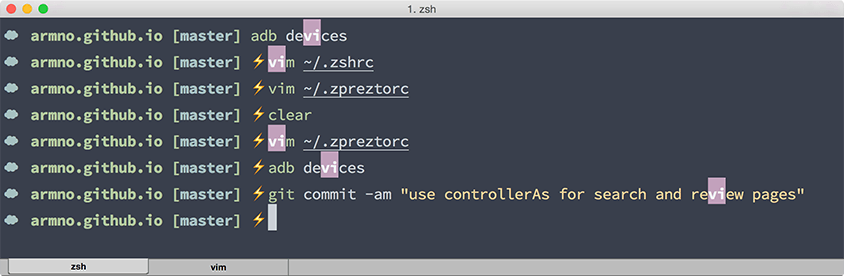 1. zsh
armno.github.io [master] adb devices
armno.github.io [master] ⚡vim ~/.zshrc
armno.github.io [master] ⚡vim ~/.zpreztorc
armno.github.io [master] ⚡clear
armno.github.io [master] ⚡vim ~/.zpreztorc
armno.github.io [master] ⚡adb devices
armno.github.io [master] ⚡git commit -am "use controllerAs for search and review pages"
armno.github.io [master] ⚡
zsh vim